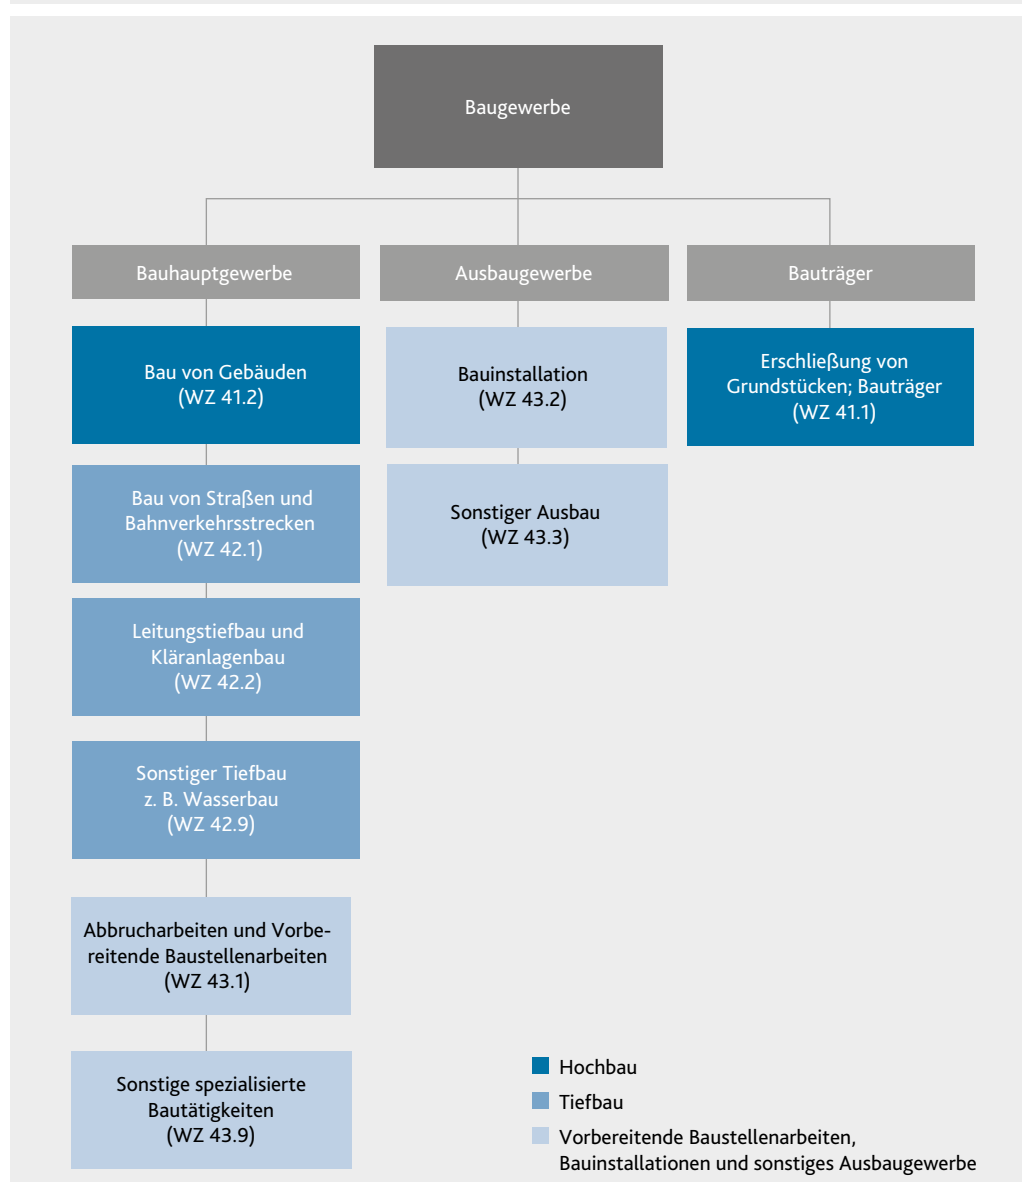 Baugewerbe
Bauhauptgewerbe
Ausbaugewerbe
Bauträger
Bau von Gebäuden
(WZ 41.2)
Bauinstallation
(WZ 43.2)
Erschließung von
Grundstücken; Bauträger
(WZ 41.1)
Bau von Straßen und
Bahnverkehrsstrecken
(WZ 42.1)
Sonstiger Ausbau
(WZ 43.3)
Leitungstiefbau und
Kläranlagenbau
(WZ 42.2)
Sonstiger Tiefbau
z. B. Wasserbau
(WZ 42.9)
Abbrucharbeiten und Vorbe-
reitende Baustellenarbeiten
(WZ 43.1)
Sonstige spezialisierte
Bautätigkeiten
(WZ 43.9)
Hochbau
Tiefbau
Vorbereitende Baustellenarbeiten,
Bauinstallationen und sonstiges Ausbaugewerbe